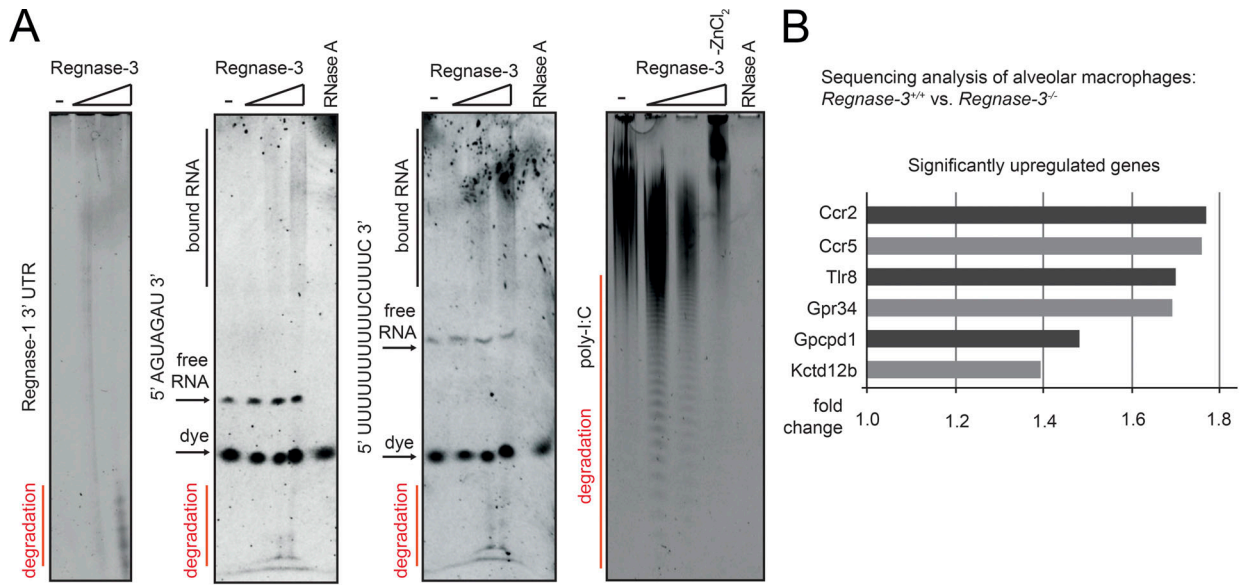 A
Regnase-3
-
Regnase-1 3' UTR
degradation
Regnase-3
RNase A
-
bound RNA
5' AGUAGAU 3'
free
RNA
dye
degradation
Regnase-3
RNase A
-
bound RNA
5' UUUUUUUUUUUCUUUC 3'
free
RNA
dye
degradation
Regnase-3
-ZnCl2
RNase A
-
poly-I:C
degradation
B
Sequencing analysis of alveolar macrophages:
Regnase-3+/+ vs. Regnase-3-/-
Significantly upregulated genes
Ccr2
Ccr5
Tlr8
Gpr34
Gpcpd1
Kctd12b
fold
change
1.0 1.2 1.4 1.6 1.8